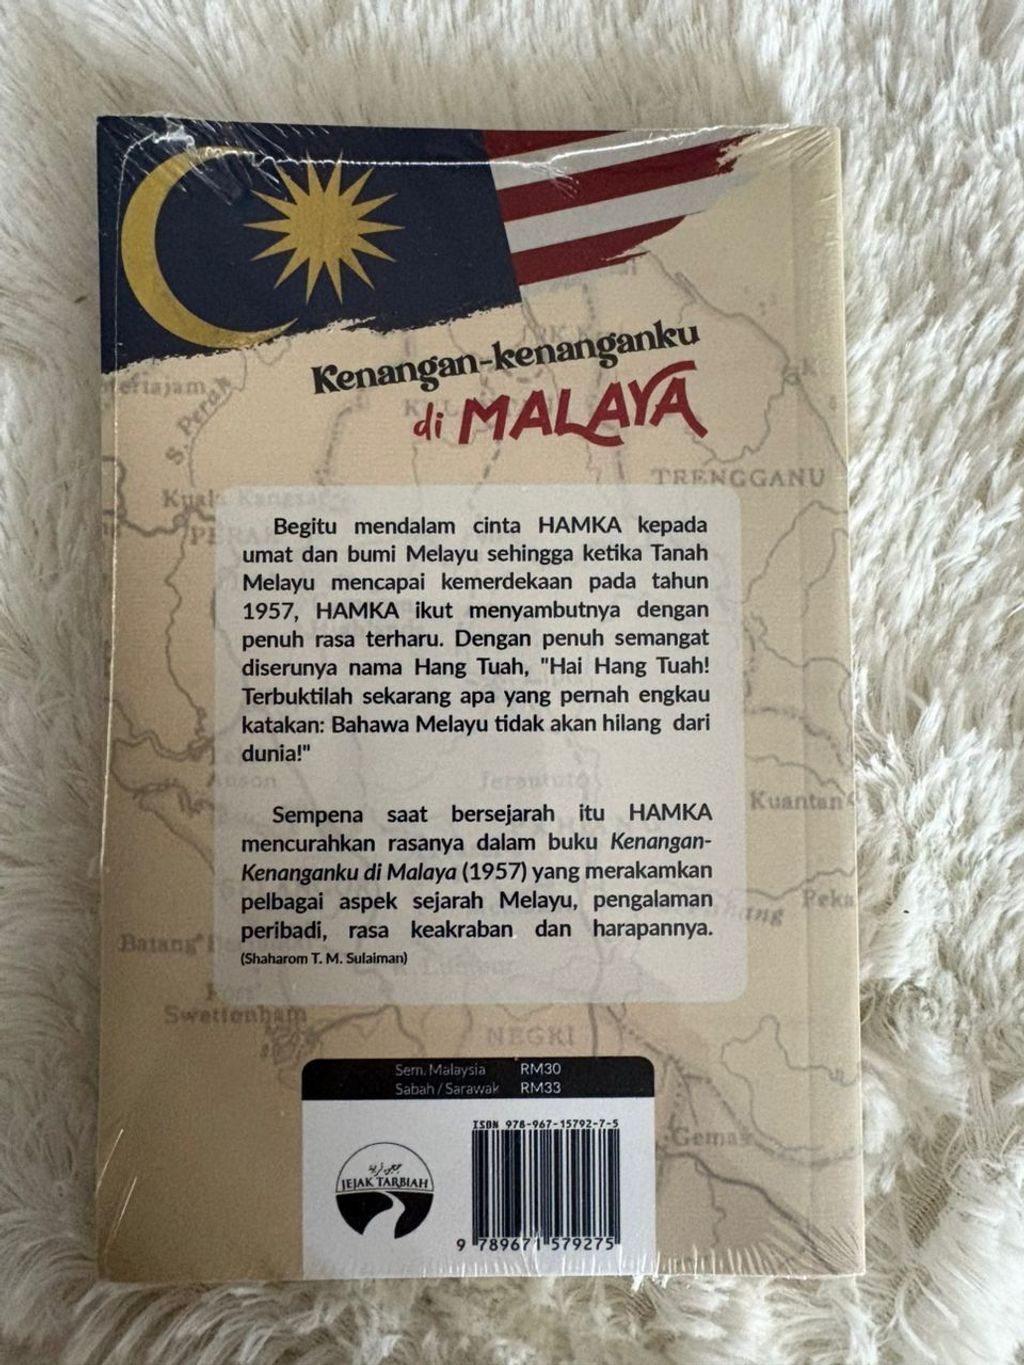 Kenangan-kenanganku
di MALAYA
TRENGGANU
S. Perak
Begitu mendalam cinta HAMKA kepada
umat dan bumi Melayu sehingga ketika Tanah
Melayu mencapai kemerdekaan pada tahun
1957, HAMKA ikut menyambutnya dengan
penuh rasa terharu. Dengan penuh semangat
diserunya nama Hang Tuah, "Hai Hang Tuah!
Terbuktilah sekarang apa yang pernah engkau
katakan: Bahawa Melayu tidak akan hilang dari
dunia!"
Jerantut
Kuantan
Sempena saat bersejarah itu HAMKA
mencurahkan rasanya dalam buku Kenangan-
Kenanganku di Malaya (1957) yang merakamkan
pelbagai aspek sejarah Melayu, pengalaman
peribadi, rasa keakraban dan harapannya.
(Shaharom T. M. Sulaiman)
Batang
Swettenham
NEGRI
Gemas
Sem. Malaysia RM30
Sabah / Sarawak RM33
ISBN 978-967-15792-7-5
JEJAK TARBIAH
9 789671 579275